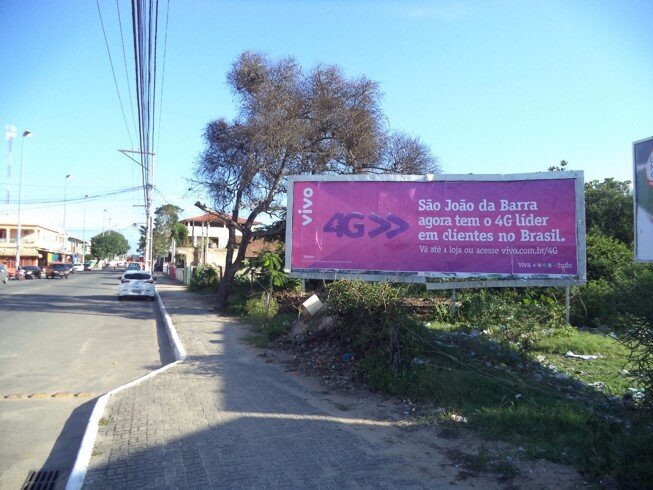 vivo
4G>>
São João da Barra
agora tem o 4G líder
em clientes no Brasil.
Vá até a loja ou acesse vivo.com.br/4G
viva tudo